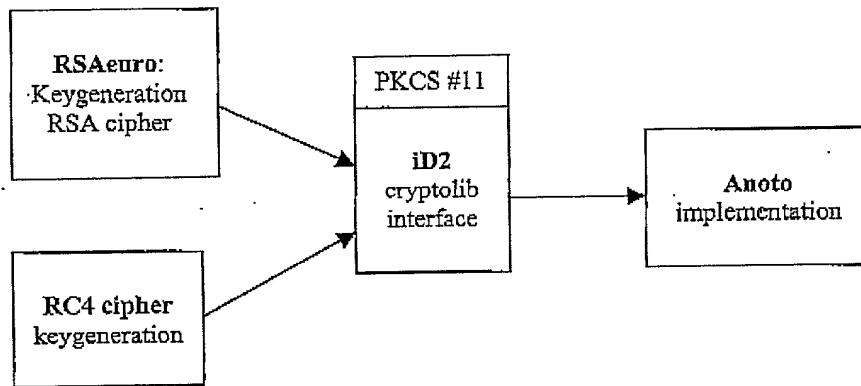 RSAeuro:
Keygeneration
RSA cipher
PKCS #11
iD2
cryptolib
interface
Anoto
implementation
RC4 cipher
keygeneration